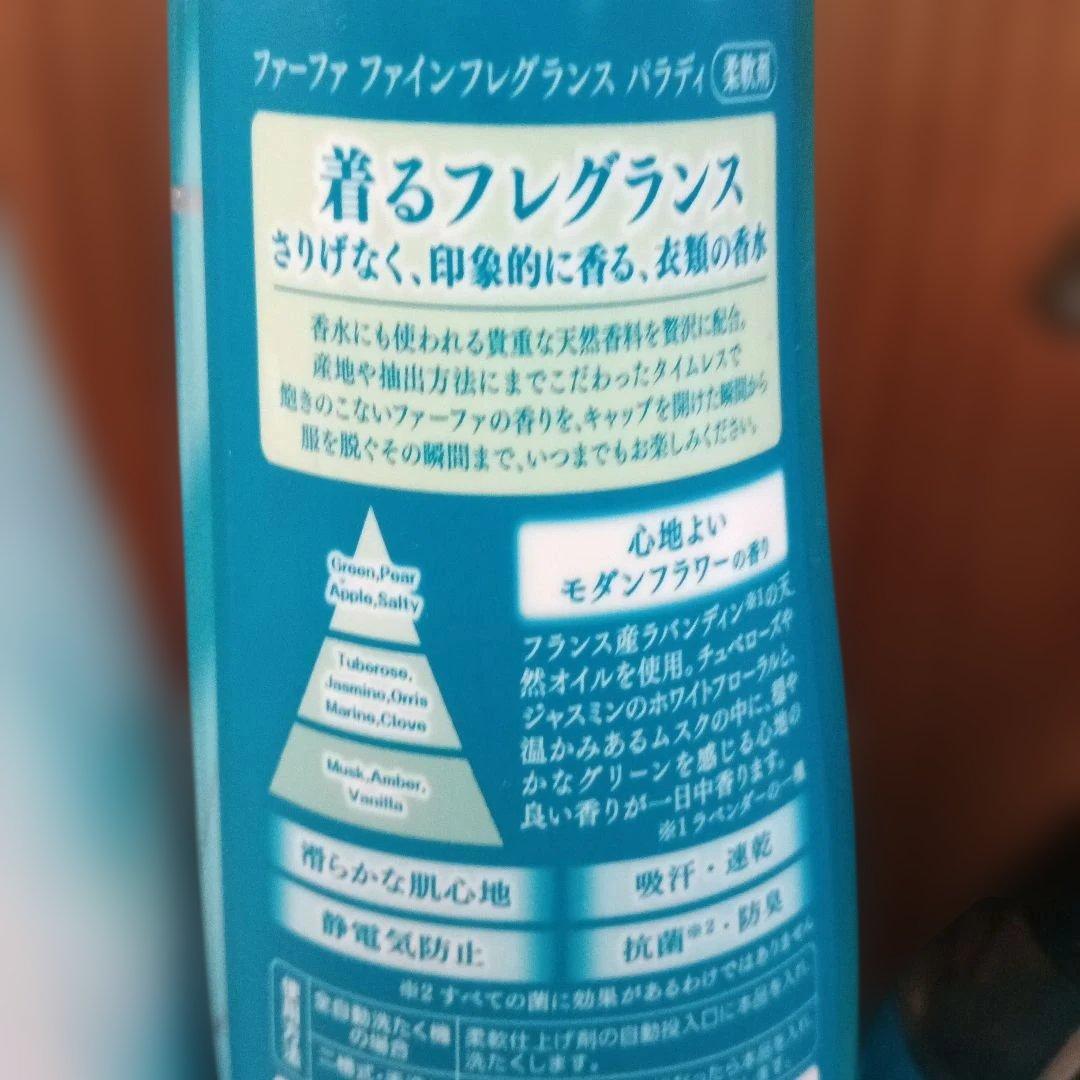 ファーファ ファインフレグランス パラディ 柔軟剤
着るフレグランス
さりげなく、印象的に香る、衣類の香水
香水にも使われる貴重な天然香料を贅沢に配合。
産地や抽出方法にまでこだわったタイムレスで
飽きのこないファーファの香りを、キャップを開けた瞬間から
服を脱ぐその瞬間まで、いつまでもお楽しみください。
Green,Pear
Apple,Salty
Tuberose,
Jasmine,Orris
Marine,Clove
Musk,Amber,
Vanilla
心地よい
モダンフラワーの香り
フランス産ラバンディン※1の天
然オイルを使用。チュベローズや
ジャスミンのホワイトフローラルと、
温かみあるムスクの中に、爽や
かなグリーンを感じる心地の
良い香りが一日中香ります。
※1 ラベンダーの一種
滑らかな肌心地
吸汗・速乾
静電気防止
抗菌※2・防臭
※2 すべての菌に効果があるわけではありません
使用方法
全自動洗たく機
の場合
柔軟仕上げ剤の自動投入口に本品を入れ、
洗たくします。